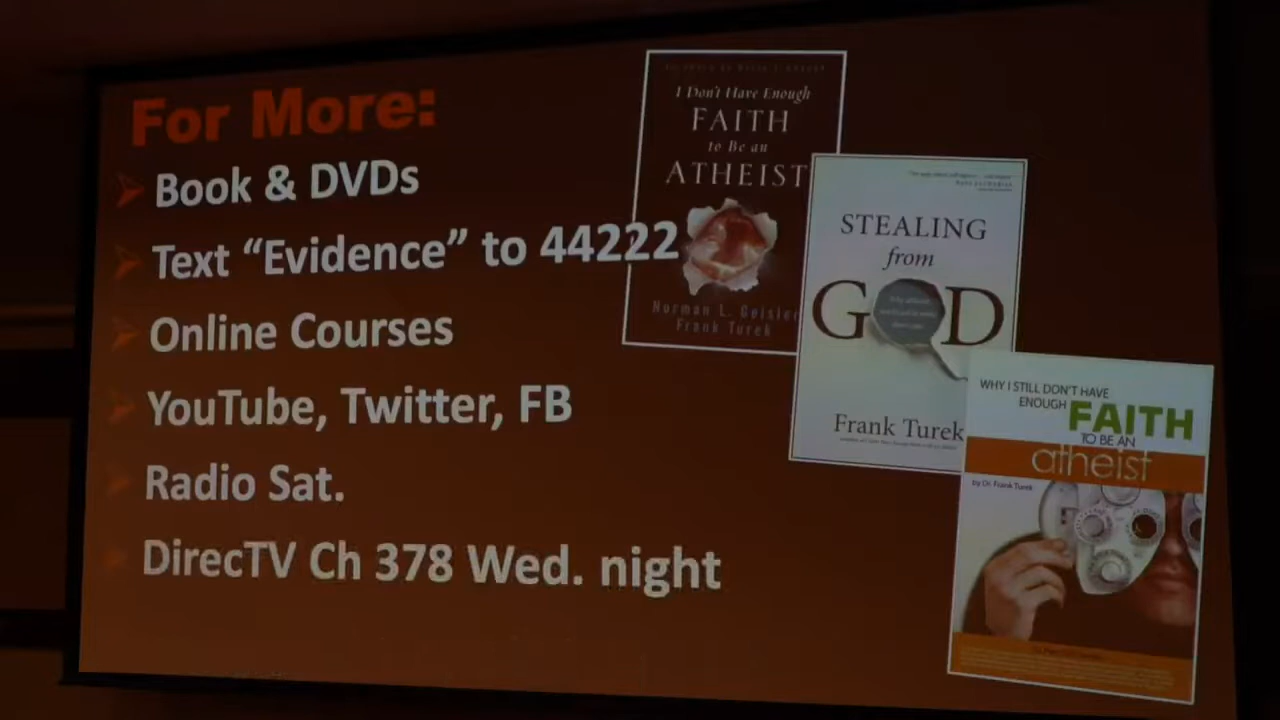 For More:
Book & DVDs
Text “Evidence” to 44222
Online Courses
YouTube, Twitter, FB
Radio Sat.
DirecTV Ch 378 Wed. night
I Don't Have Enough
FAITH
to Be an
ATHEIST
Norman L. Geisler
Frank Turek
STEALING
from
GOD
Frank Turek
WHY I STILL DON'T HAVE
ENOUGH FAITH
TO BE AN
atheist
by Dr. Frank Turek